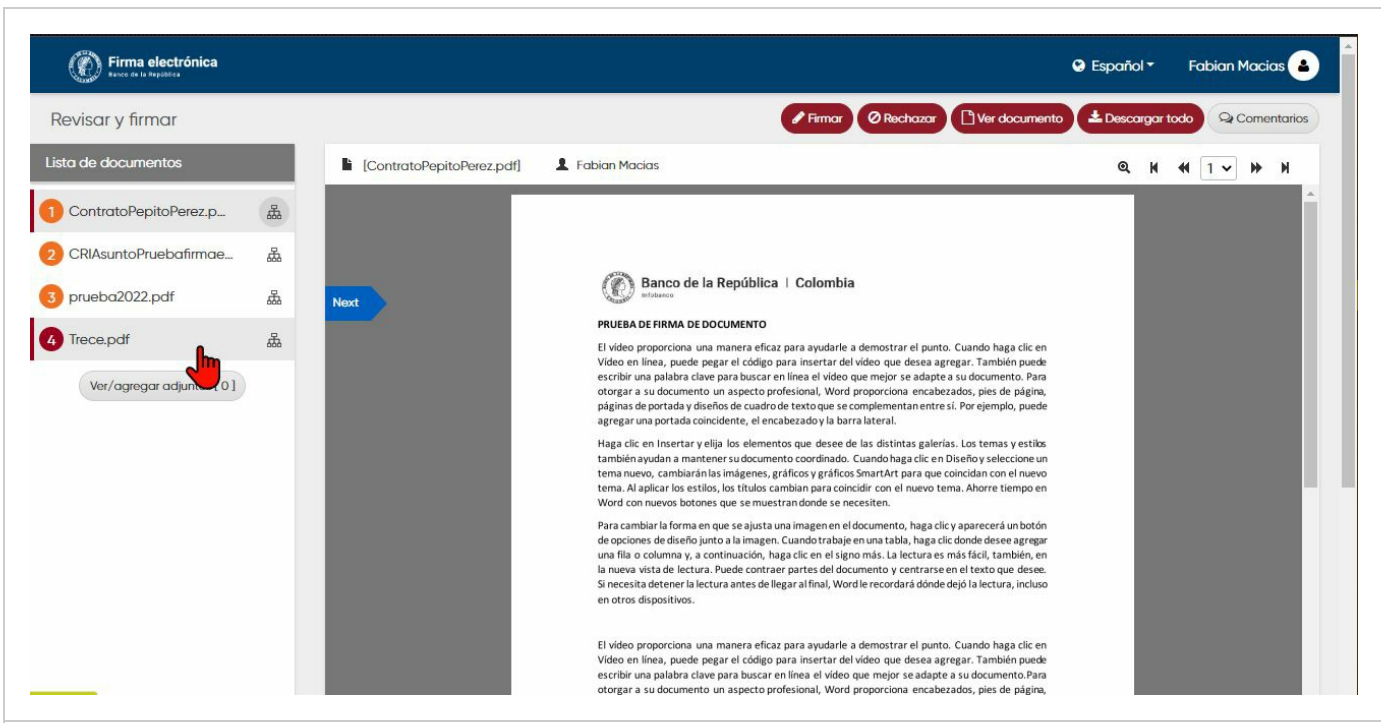 Firma electrónica
Banco de la República
Español
Fabian Macias
Revisar y firmar
Firmar
Rechazar
Ver documento
Descargar todo
Comentarios
Lista de documentos
[ContratoPepitoPerez.pdf]
Fabian Macias
1
1 ContratoPepitoPerez.p...
2 CRIAsuntoPruebafirmae...
3 prueba2022.pdf
4 Trece.pdf
Ver/agregar [ 0 ]
Next
Banco de la República | Colombia
PRUEBA DE FIRMA DE DOCUMENTO
El vídeo proporciona una manera eficaz para ayudarle a demostrar el punto. Cuando haga clic en
Vídeo en línea, puede pegar el código para insertar del vídeo que desea agregar. También puede
escribir una palabra clave para buscar en línea el vídeo que mejor se adapte a su documento. Para
otorgar a su documento un aspecto profesional, Word proporciona encabezados, pies de página,
páginas de portada y diseños de cuadro de texto que se complementan entre sí. Por ejemplo, puede
agregar una portada coincidente, el encabezado y la barra lateral.
Haga clic en Insertar y elija los elementos que desee de las distintas galerías. Los temas y estilos
también ayudan a mantener su documento coordinado. Cuando haga clic en Diseño y seleccione un
tema nuevo, cambiarán las imágenes, gráficos y gráficos SmartArt para que coincidan con el nuevo
tema. Al aplicar los estilos, los títulos cambian para coincidir con el nuevo tema. Ahorre tiempo en
Word con nuevos botones que se muestran donde se necesiten.
Para cambiar la forma en que se ajusta una imagen en el documento, haga clic y aparecerá un botón
de opciones de diseño junto a la imagen. Cuando trabaje en una tabla, haga clic donde desee agregar
una fila o columna y, a continuación, haga clic en el signo más. La lectura es más fácil, también, en
la nueva vista de lectura. Puede contraer partes del documento y centrarse en el texto que desee.
Si necesita detener la lectura antes de llegar al final, Word le recordará dónde dejó la lectura, incluso
en otros dispositivos.
El vídeo proporciona una manera eficaz para ayudarle a demostrar el punto. Cuando haga clic en
Vídeo en línea, puede pegar el código para insertar del vídeo que desea agregar. También puede
escribir una palabra clave para buscar en línea el vídeo que mejor se adapte a su documento.Para
otorgar a su documento un aspecto profesional, Word proporciona encabezados, pies de página,